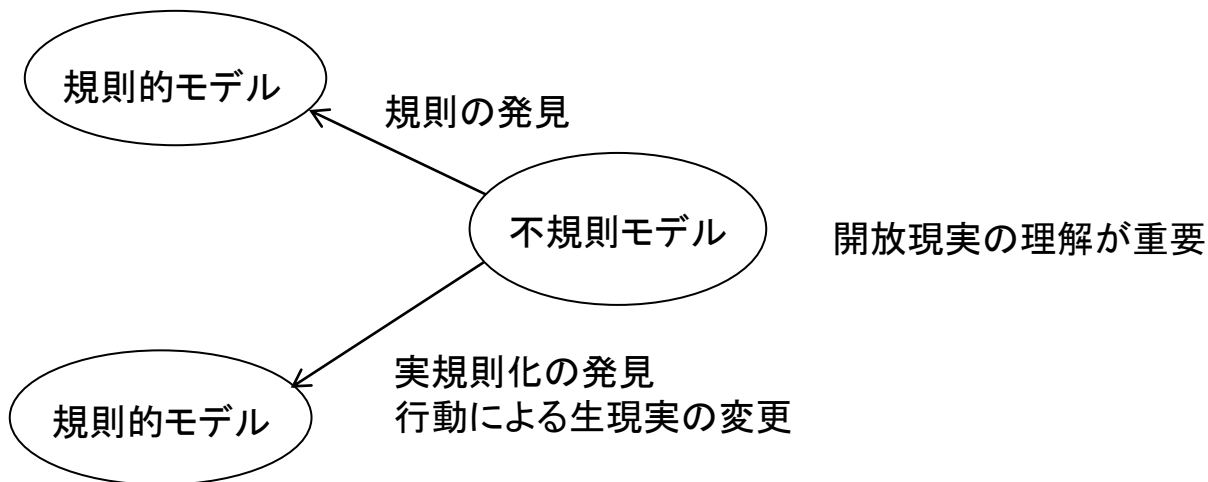 規則的モデル
規則の発見
不規則モデル
開放現実の理解が重要
実規則化の発見
行動による生現実の変更
規則的モデル